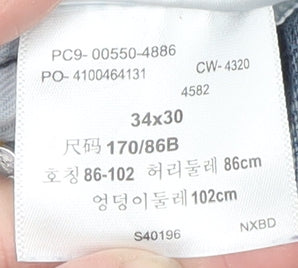 PC9- 00550-4886
PO- 4100464131 CW- 4320
4582
34x30
尺码 170/86B
호칭 86-102 허리둘레 86cm
엉덩이둘레 102cm
S40196 NXBD